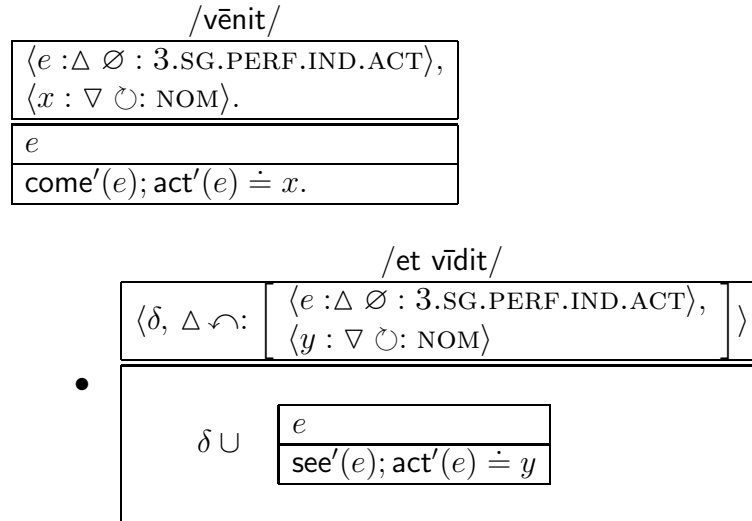 /vēnit/
⟨e :△ ∅ : 3.SG.PERF.IND.ACT⟩,
⟨x : ▽ ↻: NOM⟩.
e
come′(e); act′(e) ≐ x.
/et vīdit/
⟨δ, △ ↶: [ ⟨e :△ ∅ : 3.SG.PERF.IND.ACT⟩,
⟨y : ▽ ↻: NOM⟩ ] ⟩
•
e
δ ∪
see′(e); act′(e) ≐ y